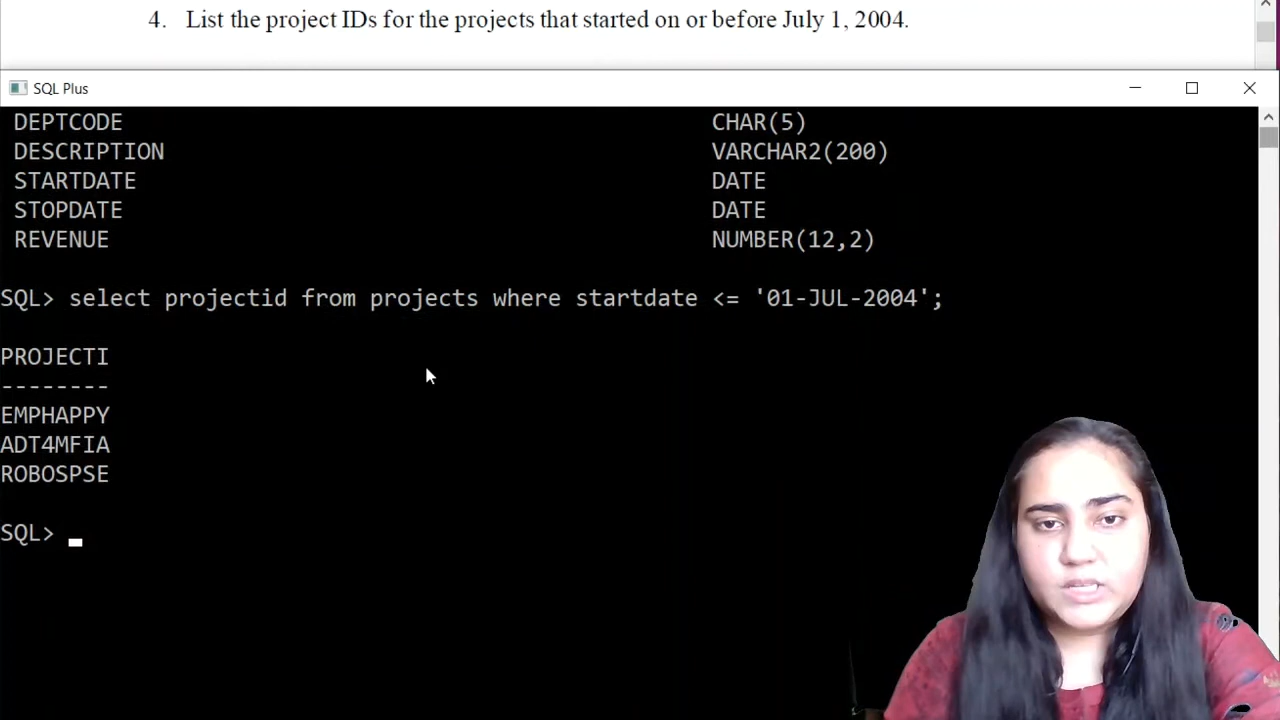 4. List the project IDs for the projects that started on or before July 1, 2004.
SQL Plus
DEPTCODE CHAR(5)
DESCRIPTION VARCHAR2(200)
STARTDATE DATE
STOPDATE DATE
REVENUE NUMBER(12,2)
SQL> select projectid from projects where startdate <= '01-JUL-2004';
PROJECTI
--------
EMPHAPPY
ADT4MFIA
ROBOSPSE
SQL>